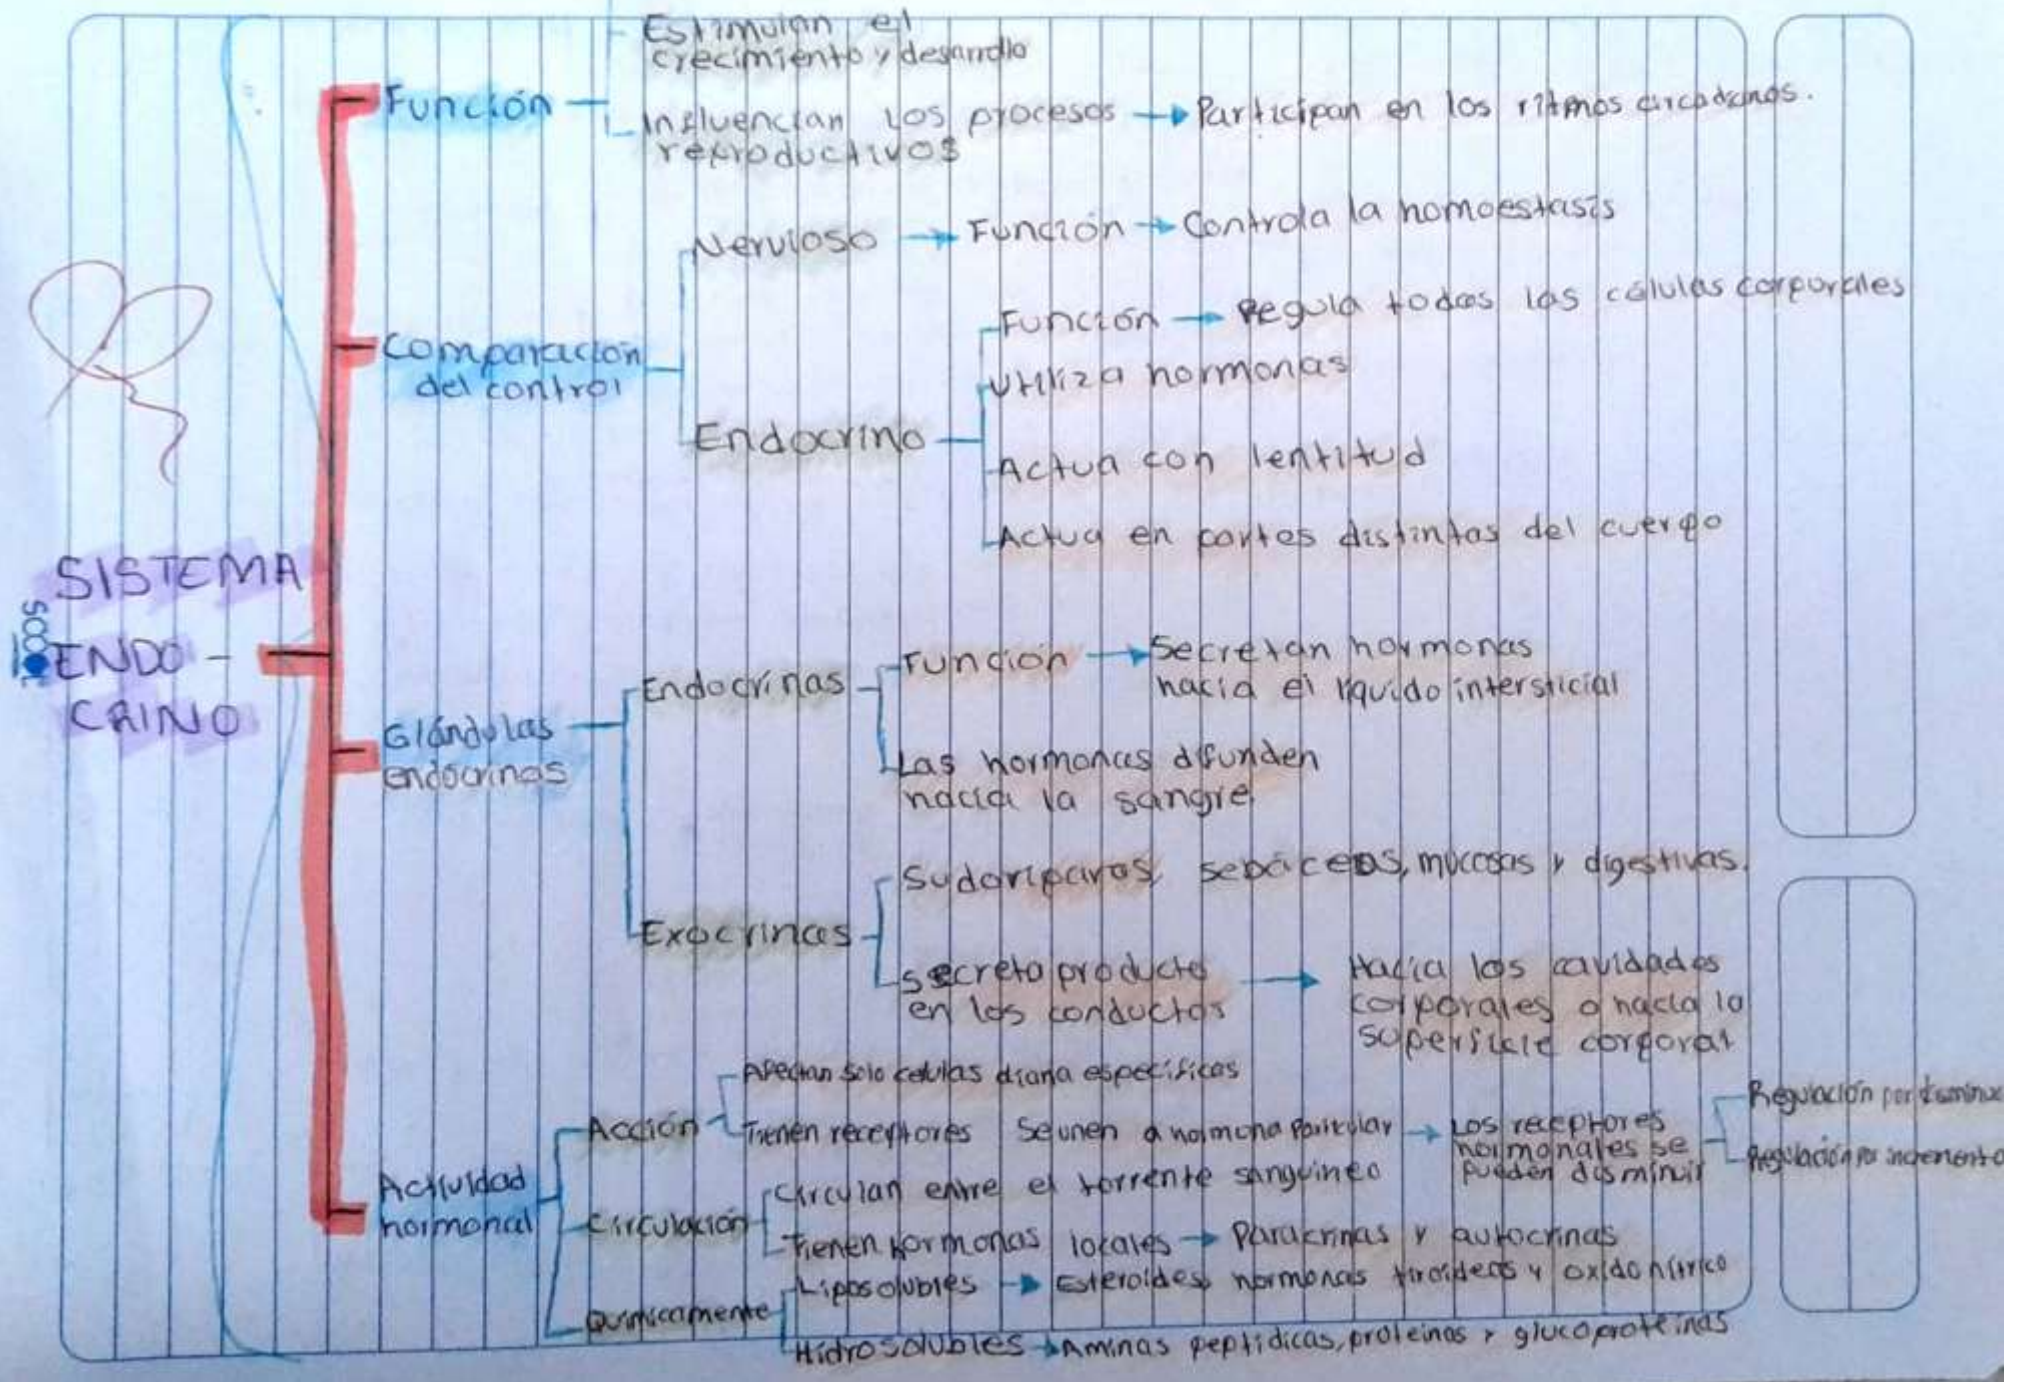 Estimulan el
crecimiento y desarrollo
Función
Influencian los procesos
reproductivos
Participan en los ritmos circadianos.
Nervioso
Función
Controla la homoestasis
Comparación
del control
Endocrino
Función
Regula todas las células corporales
Utiliza hormonas
Actua con lentitud
Actua en partes distintas del cuerpo
SISTEMA
ENDO-
CRINO
Glándulas
endocrinas
Endocrinas
Función
Secretan hormonas
hacia el líquido intersticial
Las hormonas difunden
hacia la sangre
Exocrinas
Sudoríparas, sebáceas, mucosas y digestivas.
Secreta producto
en los conductos
Hacia las cavidades
corporales o hacia la
superficie corporal
Actividad
hormonal
Acción
Afectan solo celulas diana específicas
Tienen receptores se unen a hormona particular
Los receptores
hormonales se
pueden disminuir
Regulación por
Regulación por incremento
Circulación
Circulan entre el torrente sanguineo
Tienen hormonas locales
Paracrinas y autocrinas
Quimicamente
Liposolubles
Esteroides, hormonas tiroideas y oxido nitrico
Hidrosolubles
Aminas peptidicas, proteinas y glucoproteinas